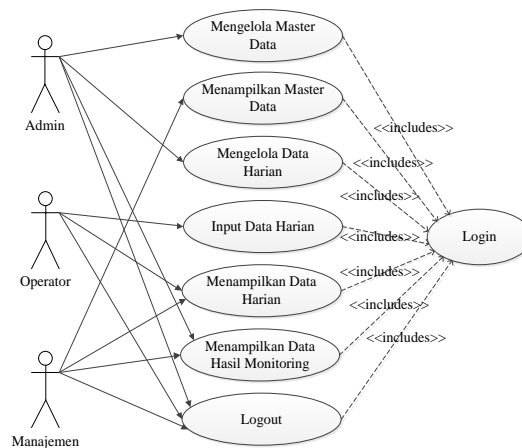 Mengelola Master
Data
Menampilkan Master
Data
Admin
<<includes>>
Mengelola Data
Harian
<<includes>>
<<includes>>
Input Data Harian
<<includes>>
Login
Operator
Menampilkan Data
Harian
<<includes>>
<<includes>>
Menampilkan Data
Hasil Monitoring
<<includes>>
Logout
Manajemen